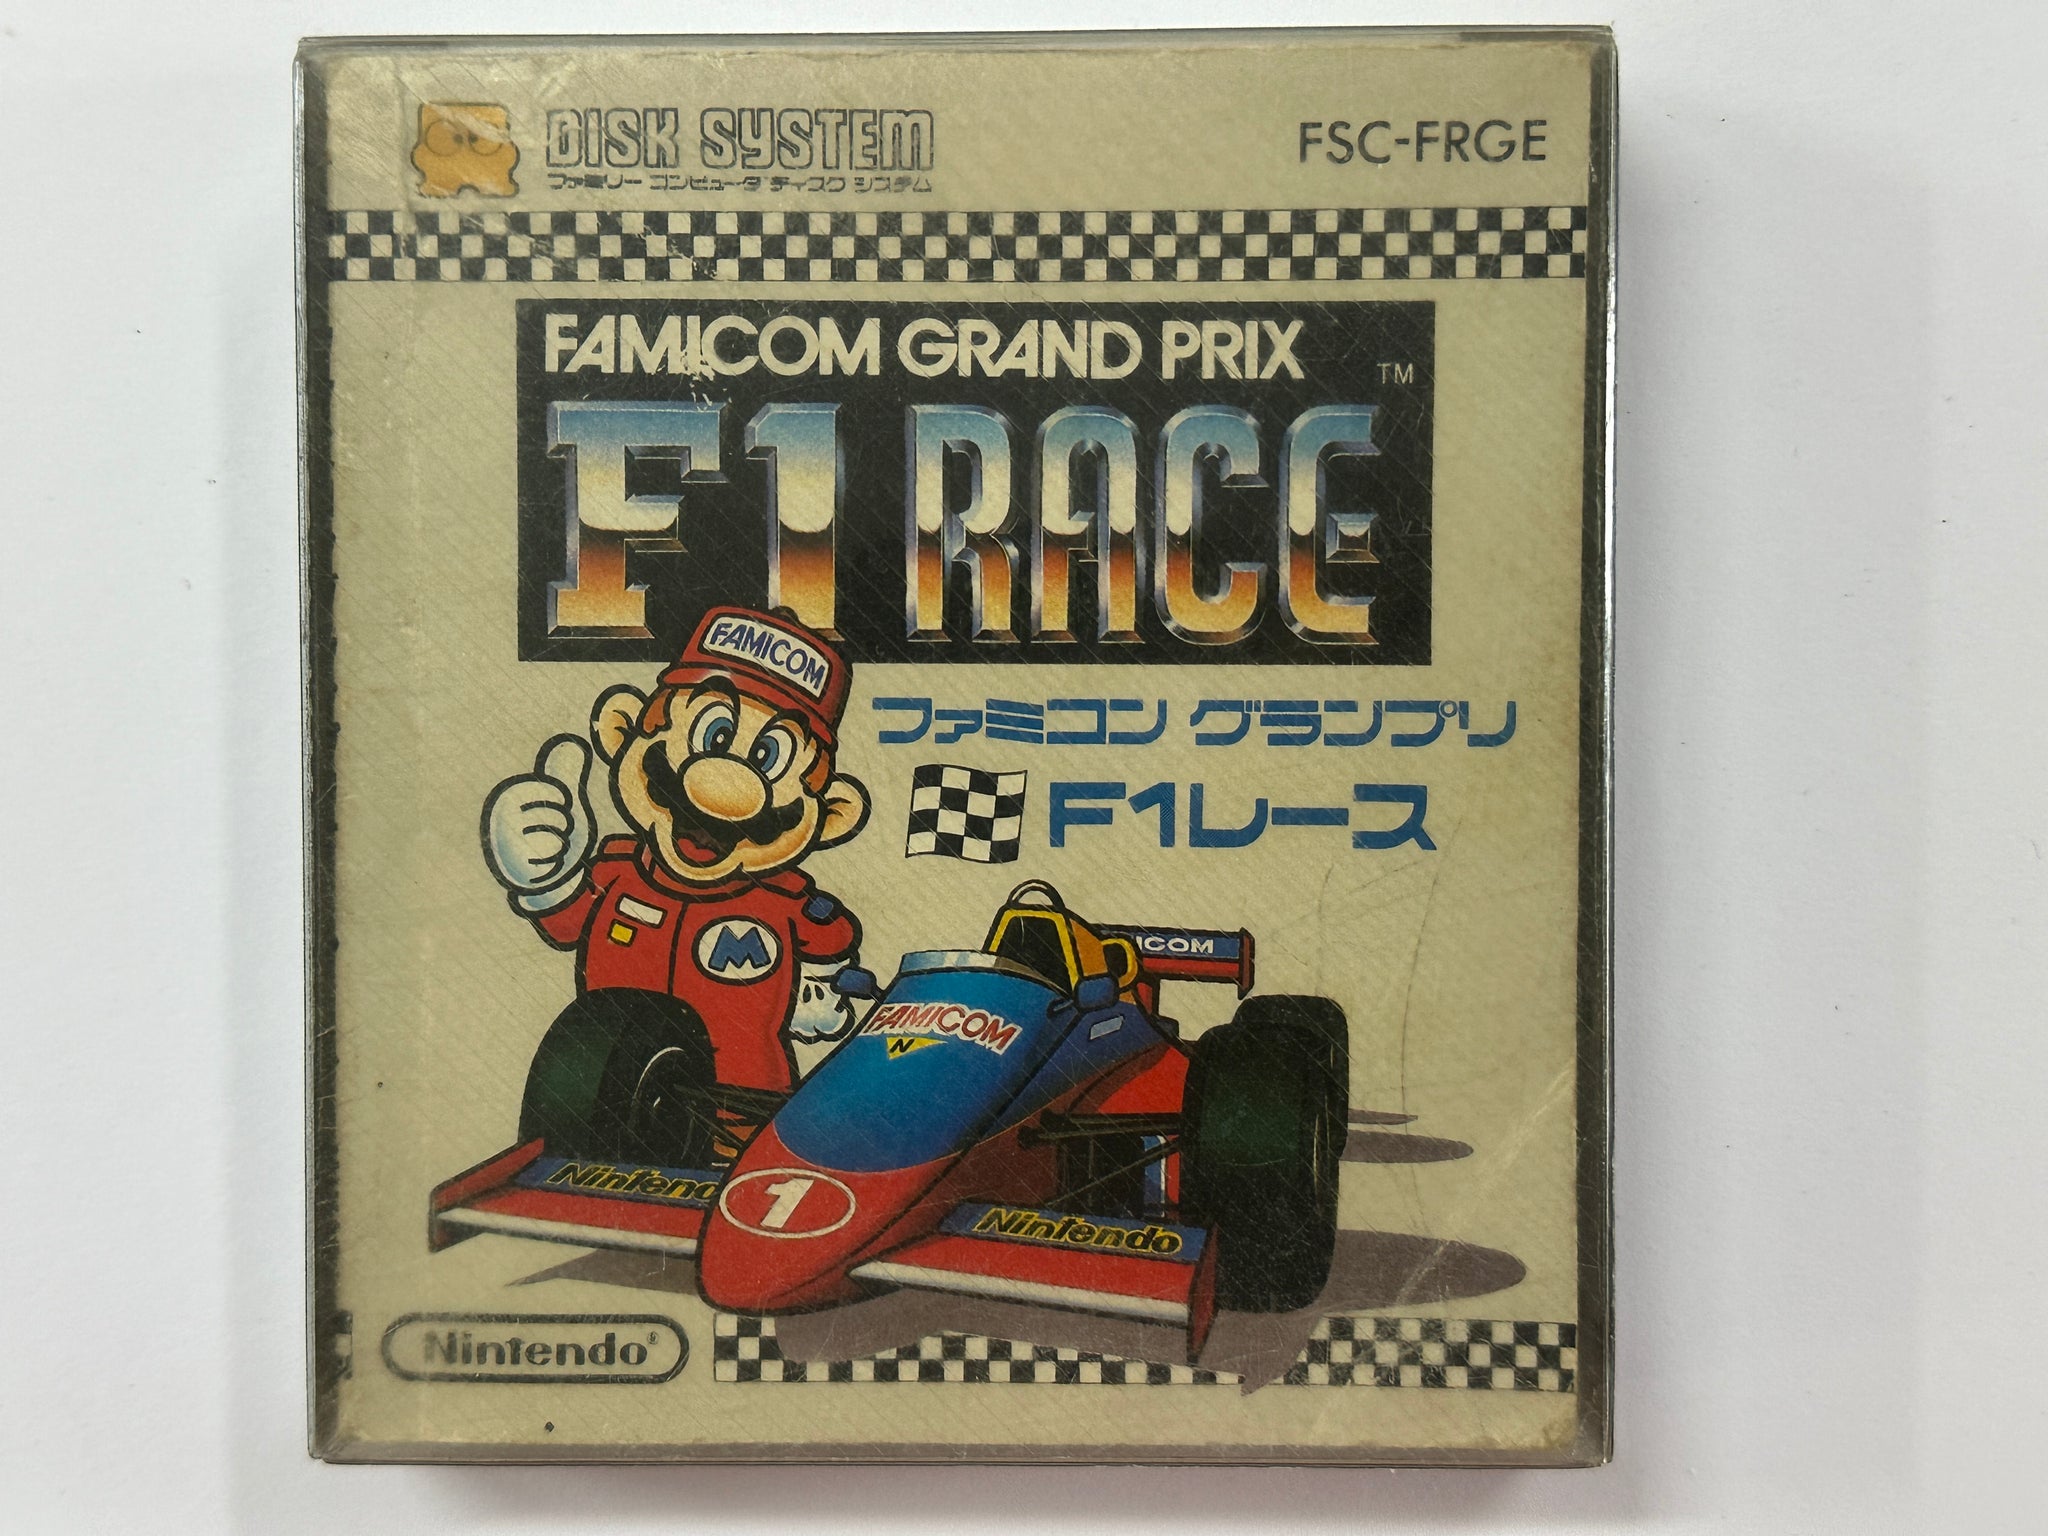 DISK SYSTEM
ファミリー コンピュータ ディスク システム
FSC-FRGE
FAMICOM GRAND PRIX
TM
F1 RACE
FAMICOM
ファミコン グランプリ
F1レース
M
ICOM
FAMICOM
N
Nintendo
1
Nintendo
Nintendo®